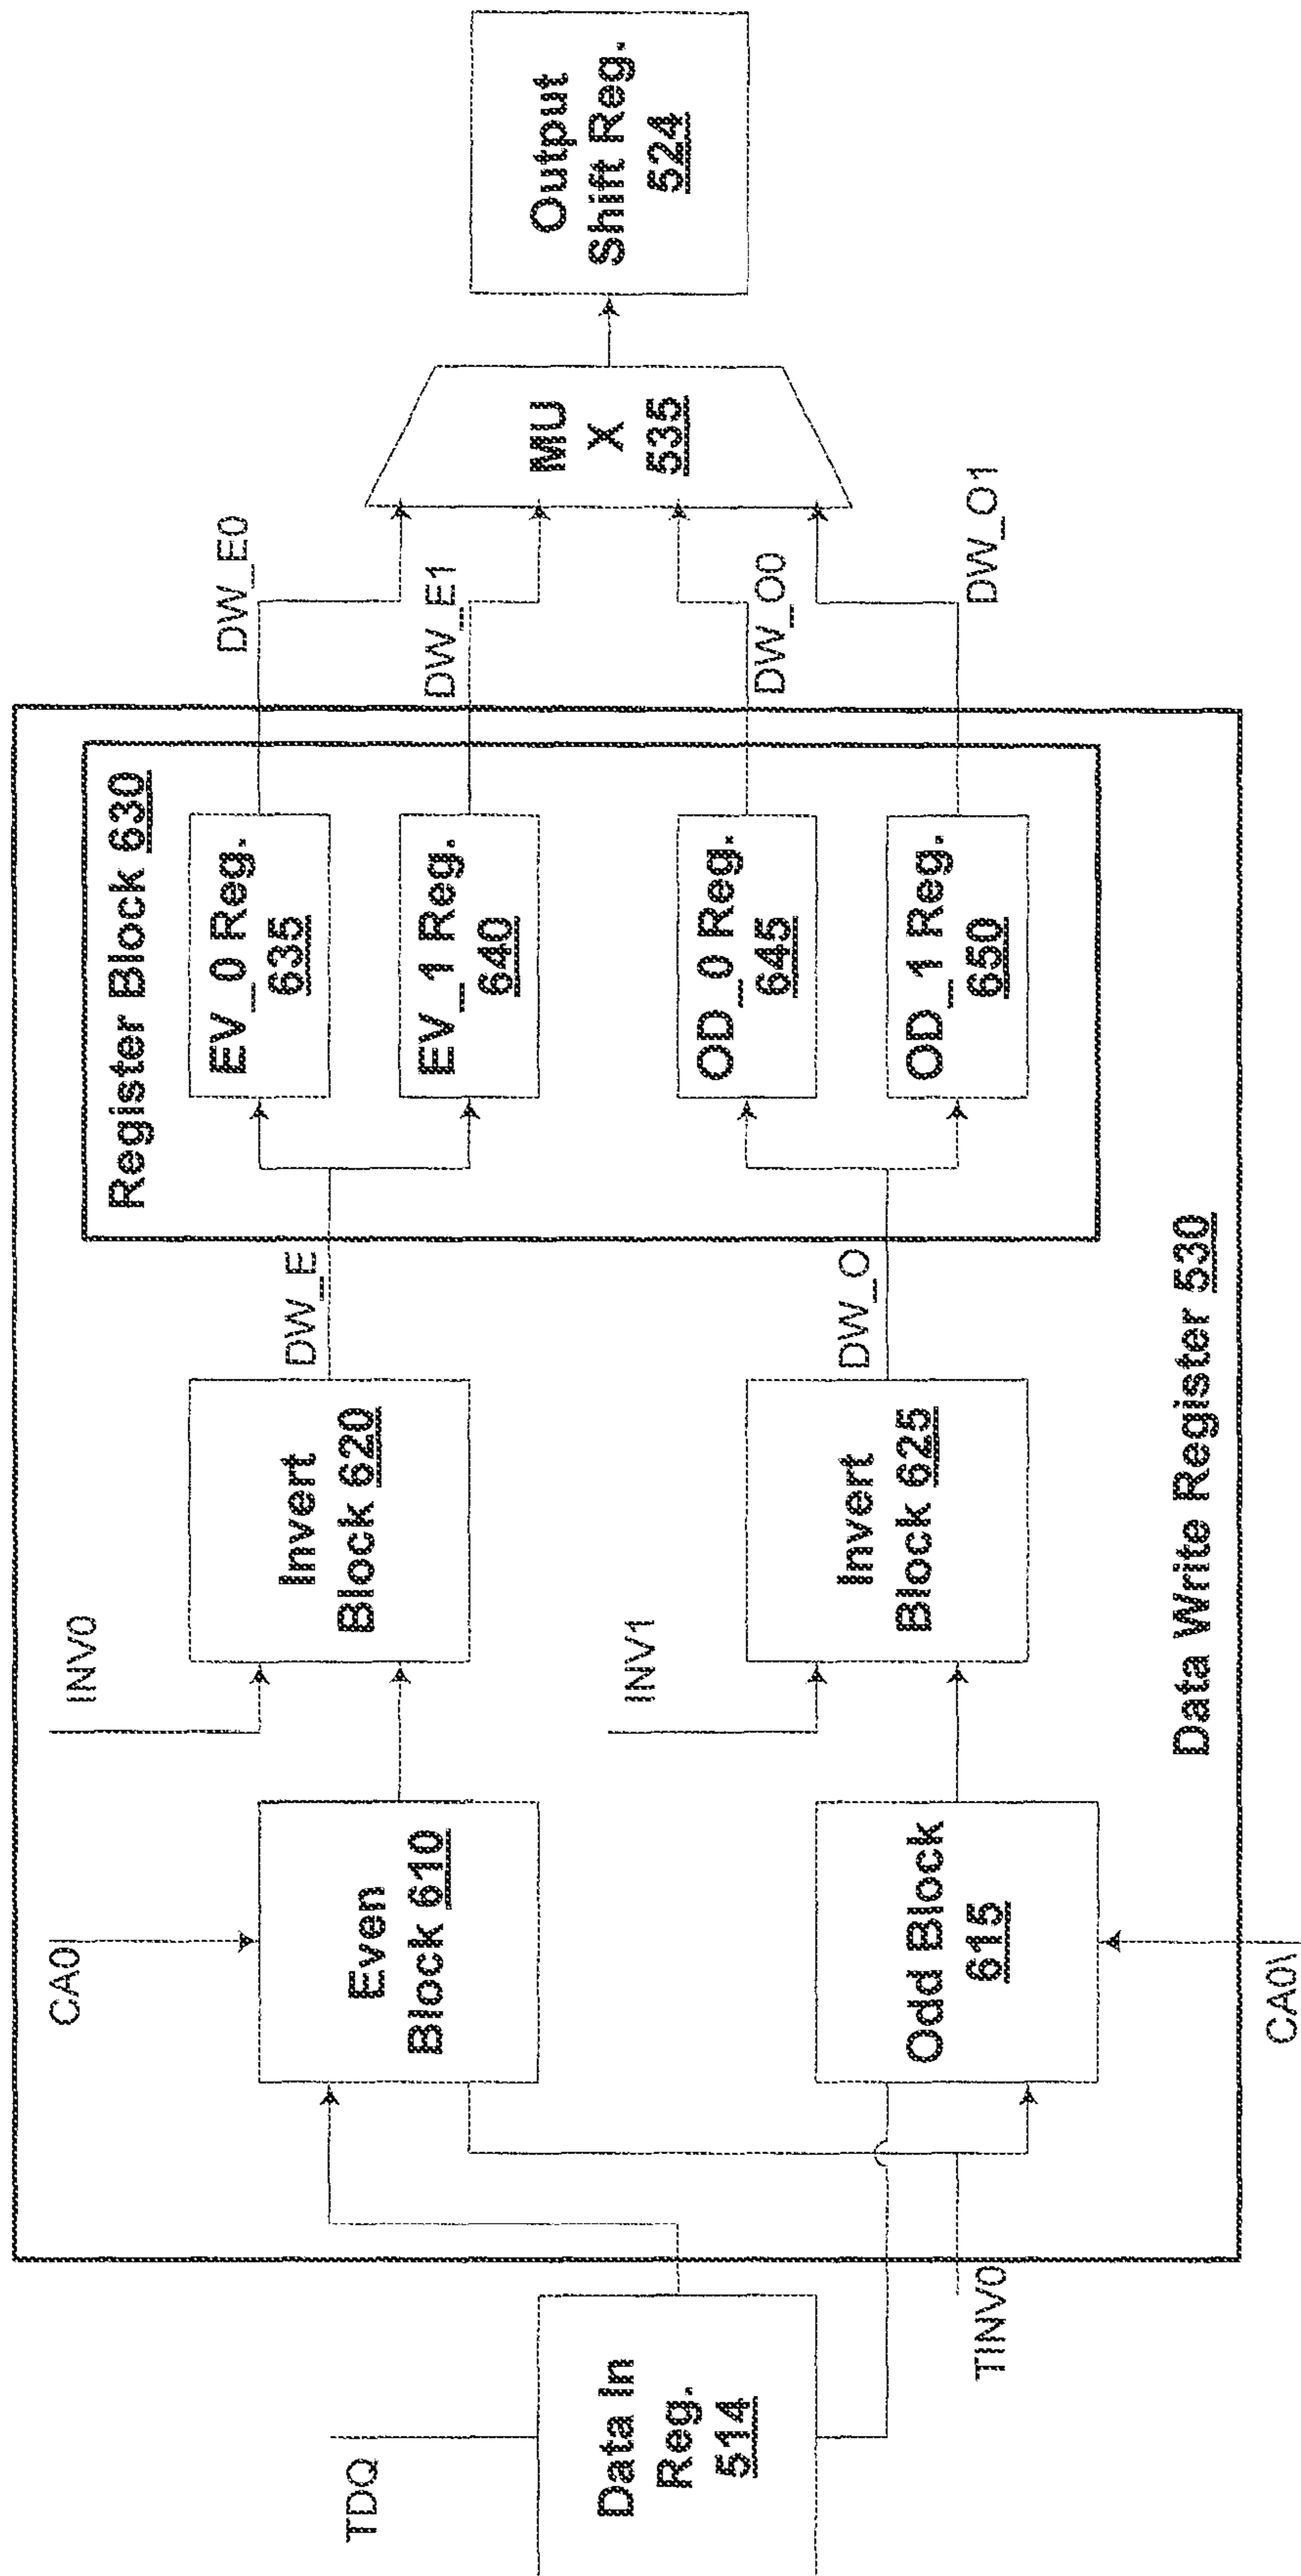 TDQ
Data In
Reg.
514
TINV0
CA0
Even
Block 610
Odd Block
615
CA0\
INV0
Invert
Block 620
INV1
Invert
Block 625
DW_E
DW_O
Data Write Register 530
Register Block 630
EV_0 Reg.
635
EV_1 Reg.
640
OD_0 Reg.
645
OD_1 Reg.
650
DW_E0
DW_E1
DW_O0
DW_O1
MU
X
535
Output
Shift Reg.
524